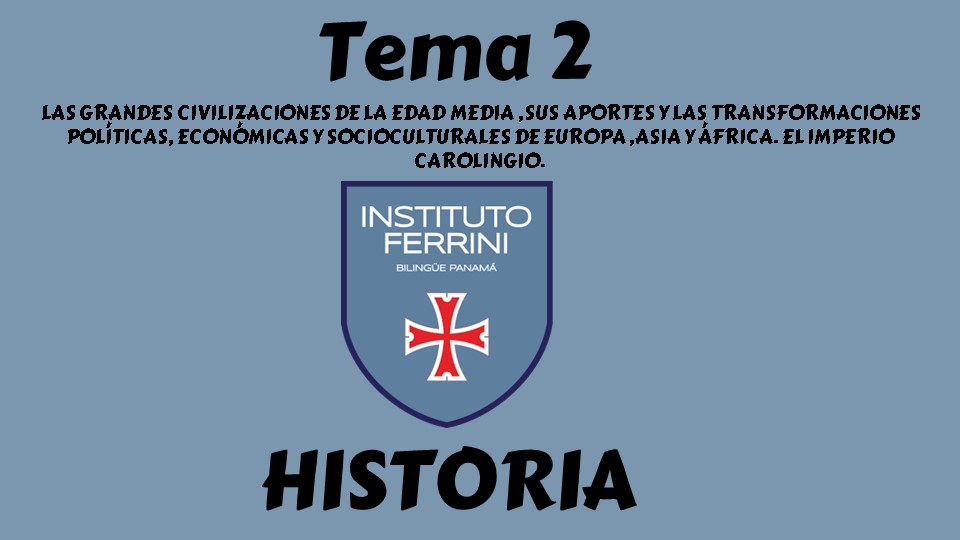 Tema 2
LAS GRANDES CIVILIZACIONES DE LA EDAD MEDIA ,SUS APORTES Y LAS TRANSFORMACIONES
POLÍTICAS, ECONÓMICAS Y SOCIOCULTURALES DE EUROPA ,ASIA Y ÁFRICA. EL IMPERIO
CAROLINGIO.
INSTITUTO
FERRINI
BILINGÜE PANAMÁ
HISTORIA